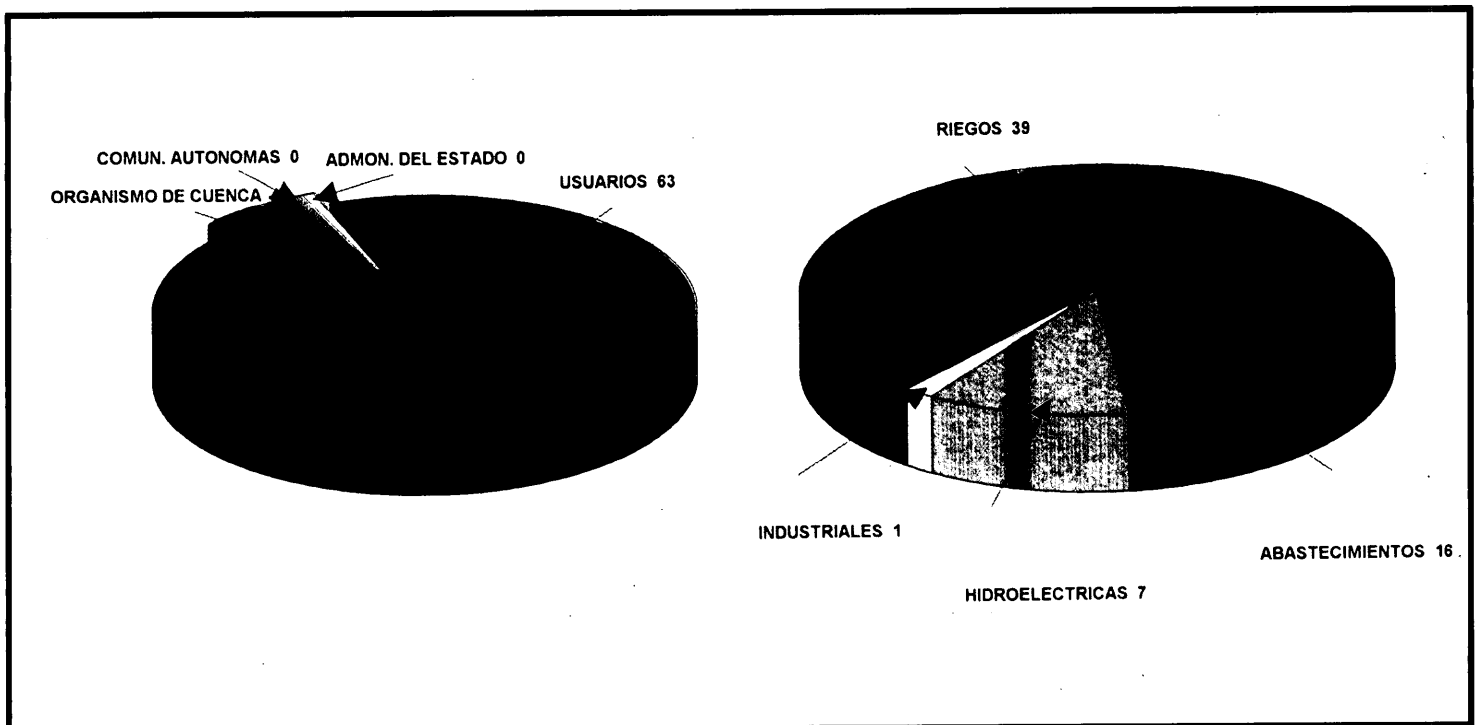 COMUN. AUTONOMAS 0
ADMON. DEL ESTADO 0
ORGANISMO DE CUENCA
USUARIOS 63
RIEGOS 39
INDUSTRIALES 1
ABASTECIMIENTOS 16
HIDROELECTRICAS 7